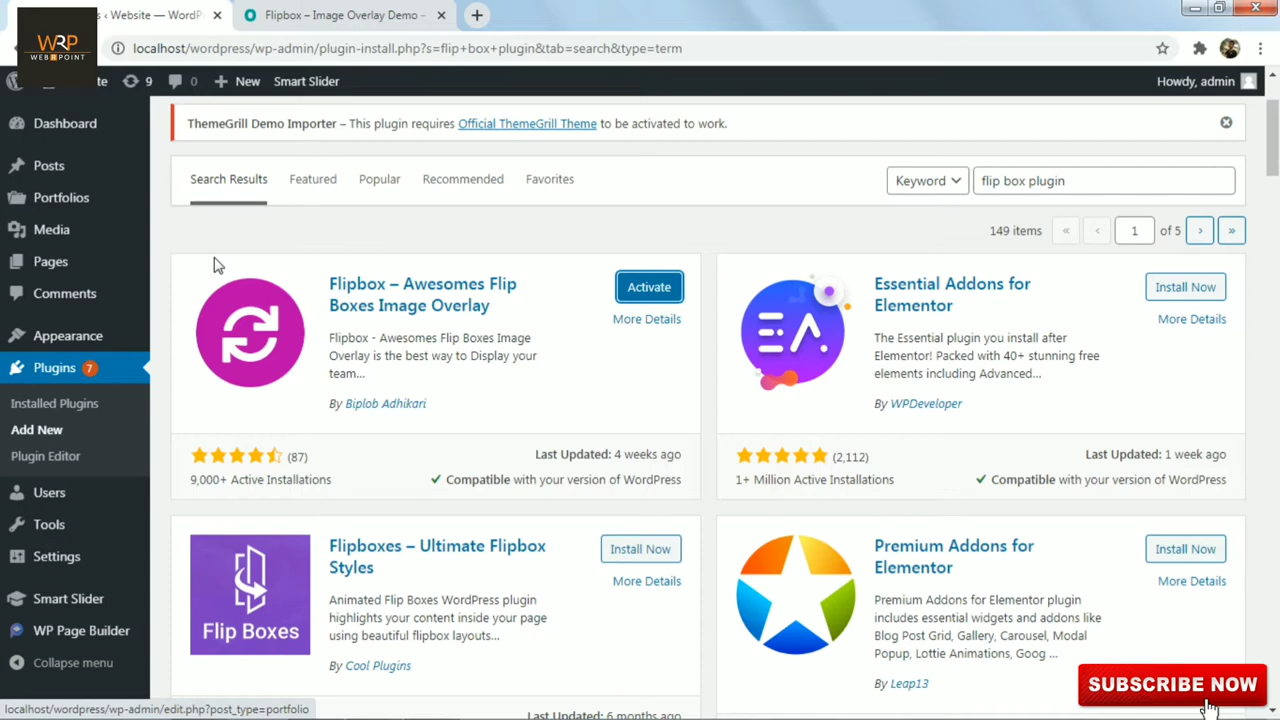 s ‹ Website — WordP
Flipbox – Image Overlay Demo –
WRP
WEB POINT
localhost/wordpress/wp-admin/plugin-install.php?s=flip+box+plugin&tab=search&type=term
te
9
0
New
Smart Slider
Howdy, admin
Dashboard
Posts
Portfolios
Media
Pages
Comments
Appearance
Plugins 7
Installed Plugins
Add New
Plugin Editor
Users
Tools
Settings
Smart Slider
WP Page Builder
Collapse menu
ThemeGrill Demo Importer – This plugin requires Official ThemeGrill Theme to be activated to work.
Search Results
Featured
Popular
Recommended
Favorites
Keyword
flip box plugin
149 items
«
‹
1
of 5
›
»
Flipbox – Awesomes Flip
Boxes Image Overlay
Activate
More Details
Flipbox - Awesomes Flip Boxes Image
Overlay is the best way to Display your
team...
By Biplob Adhikari
(87)
Last Updated: 4 weeks ago
9,000+ Active Installations
Compatible with your version of WordPress
EA
Essential Addons for
Elementor
Install Now
More Details
The Essential plugin you install after
Elementor! Packed with 40+ stunning free
elements including Advanced...
By WPDeveloper
(2,112)
Last Updated: 1 week ago
1+ Million Active Installations
Compatible with your version of WordPress
Flip Boxes
Flipboxes – Ultimate Flipbox
Styles
Install Now
More Details
Animated Flip Boxes WordPress plugin
highlights your content inside your page
using beautiful flipbox layouts...
By Cool Plugins
Last Updated: 6 months ago
Premium Addons for
Elementor
Install Now
More Details
Premium Addons for Elementor plugin
includes essential widgets and addons like
Blog Post Grid, Gallery, Carousel, Modal
Popup, Lottie Animations, Goog ...
By Leap13
SUBSCRIBE NOW
localhost/wordpress/wp-admin/edit.php?post_type=portfolio